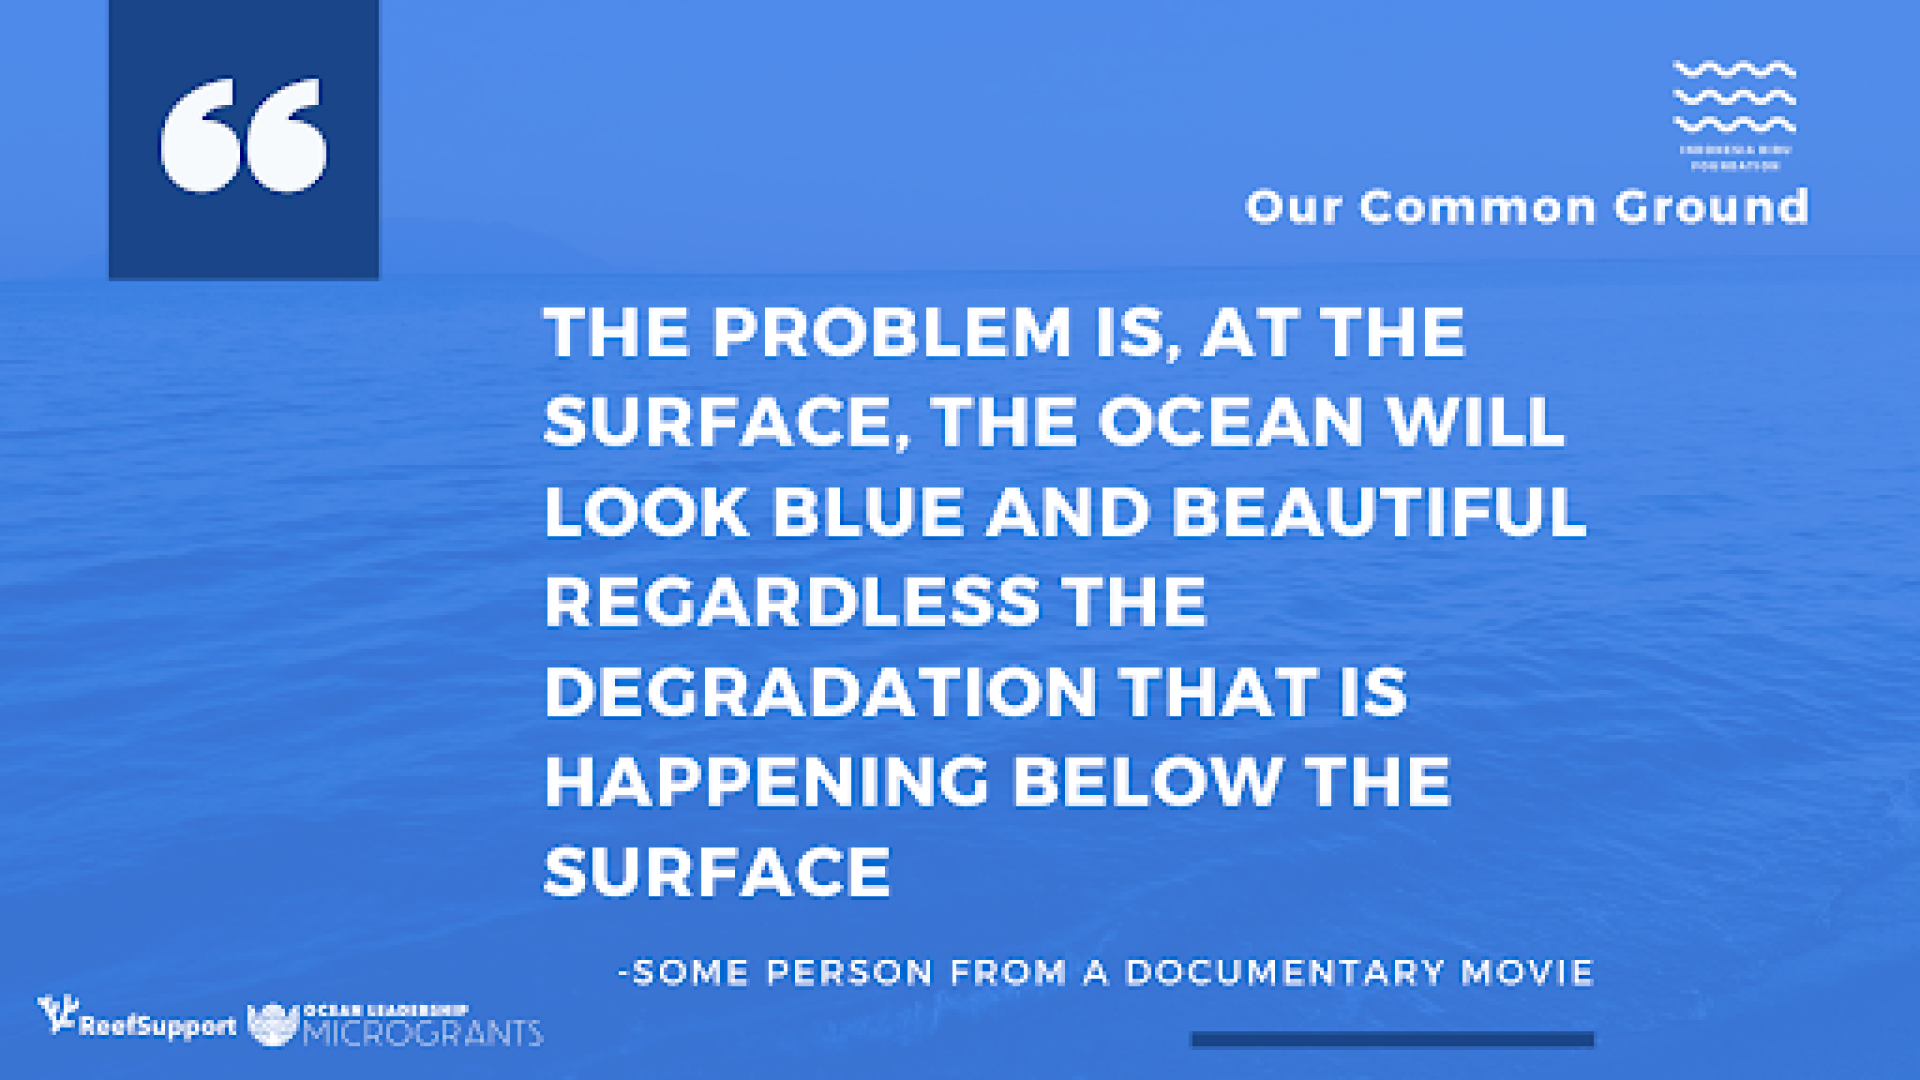 “
INDONESIA BIRU
FOUNDATION
Our Common Ground
THE PROBLEM IS, AT THE
SURFACE, THE OCEAN WILL
LOOK BLUE AND BEAUTIFUL
REGARDLESS THE
DEGRADATION THAT IS
HAPPENING BELOW THE
SURFACE
-SOME PERSON FROM A DOCUMENTARY MOVIE
ReefSupport
OCEAN LEADERSHIP
MICROGRANTS